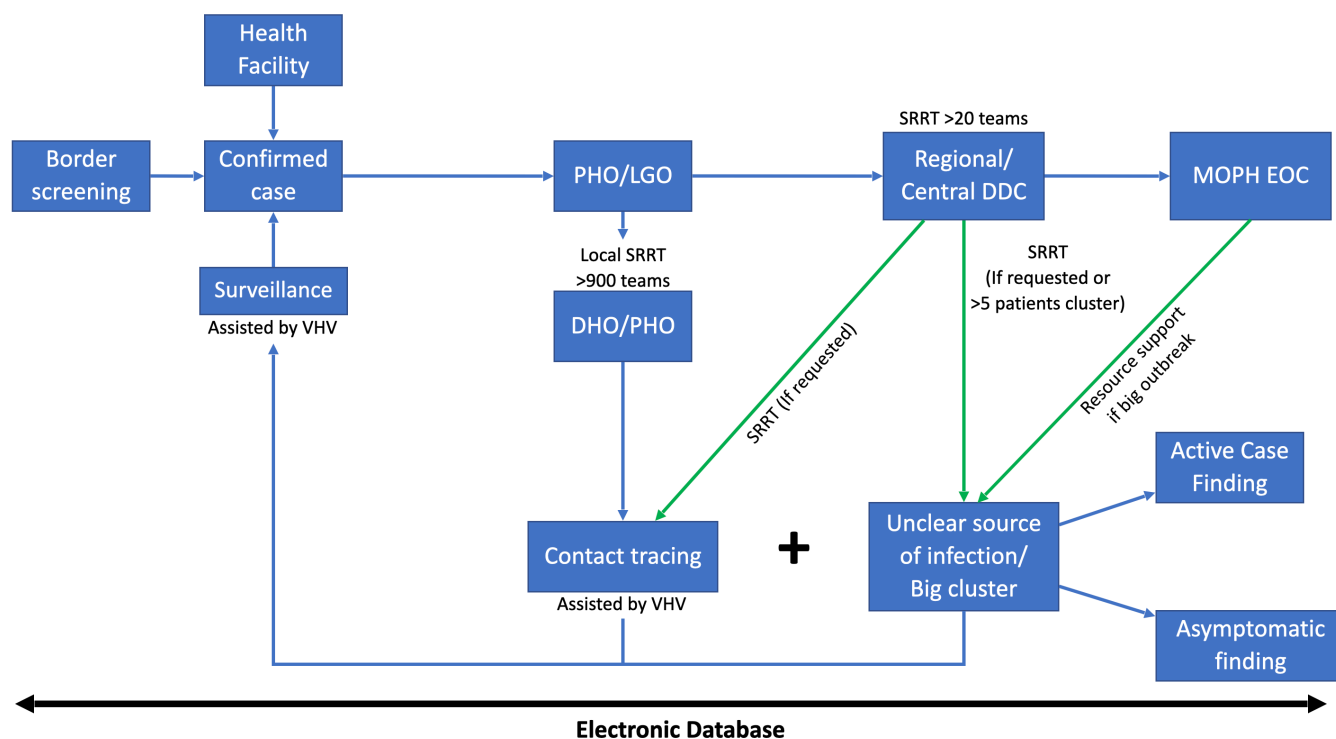 Health
Facility
SRRT >20 teams
Border
screening
Confirmed
case
PHO/LGO
Regional/
Central DDC
MOPH EOC
Local SRRT
>900 teams
SRRT
(If requested or
>5 patients cluster)
Surveillance
Assisted by VHV
DHO/PHO
SRRT (If requested)
Resource support
if big outbreak
Active Case
Finding
Contact tracing
Assisted by VHV
+
Unclear source
of infection/
Big cluster
Asymptomatic
finding
Electronic Database